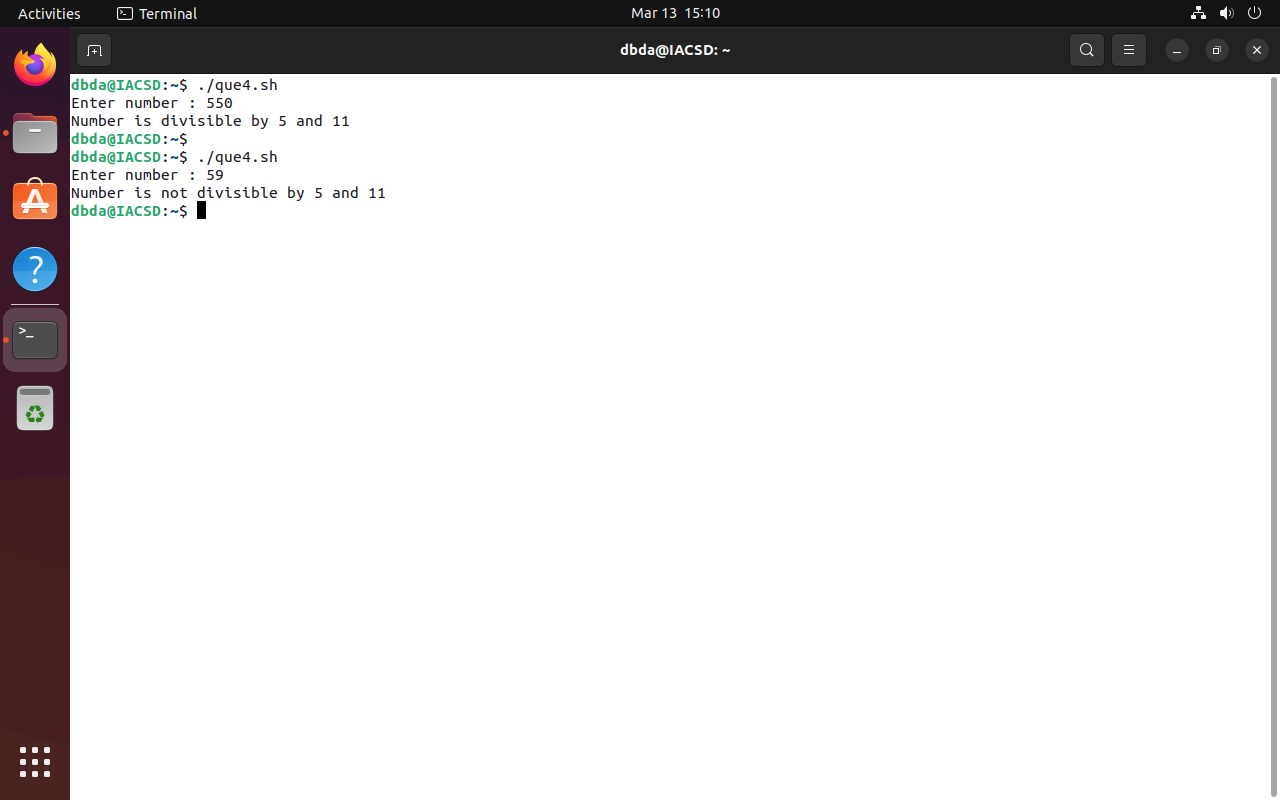 Activities Terminal Mar 13 15:10
dbda@IACSD: ~
dbda@IACSD:~$ ./que4.sh
Enter number : 550
Number is divisible by 5 and 11
dbda@IACSD:~$
dbda@IACSD:~$ ./que4.sh
Enter number : 59
Number is not divisible by 5 and 11
dbda@IACSD:~$